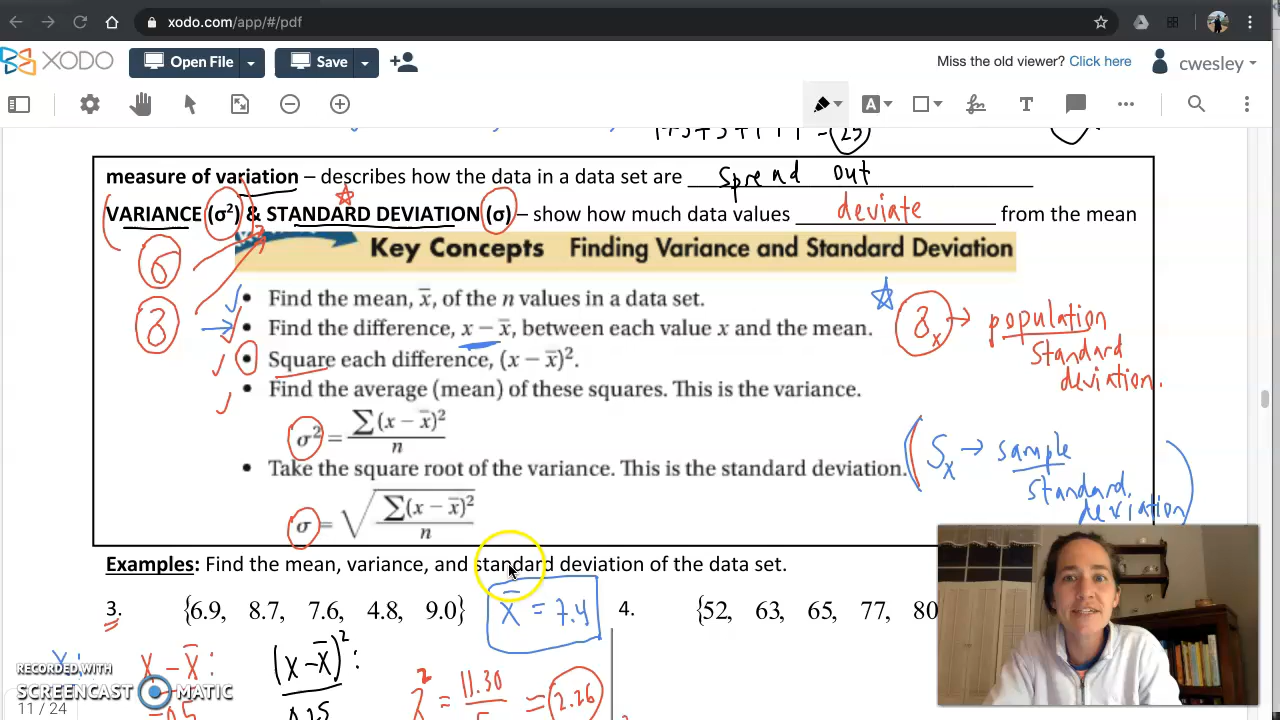 xodo.com/app/#/pdf
XODO
Open File
Save
Miss the old viewer? Click here
cwesley
T
measure of variation – describes how the data in a data set are spread out
VARIANCE (σ²) & STANDARD DEVIATION (σ) – show how much data values deviate from the mean
Key Concepts Finding Variance and Standard Deviation
• Find the mean, x̄, of the n values in a data set.
• Find the difference, x − x̄, between each value x and the mean.
• Square each difference, (x − x̄)².
• Find the average (mean) of these squares. This is the variance.
σ² = ∑(x − x̄)² / n
• Take the square root of the variance. This is the standard deviation.
σ = √(∑(x − x̄)² / n)
→ population
standard
deviation.
Sx → sample
standard
deviation
Examples: Find the mean, variance, and standard deviation of the data set.
3. {6.9, 8.7, 7.6, 4.8, 9.0} x̄ = 7.4
4. {52, 63, 65, 77, 80
x − x̄:
(x − x̄)²:
² = 11.30 / 5 = 2.26
RECORDED WITH
SCREENCAST MATIC
11 / 24